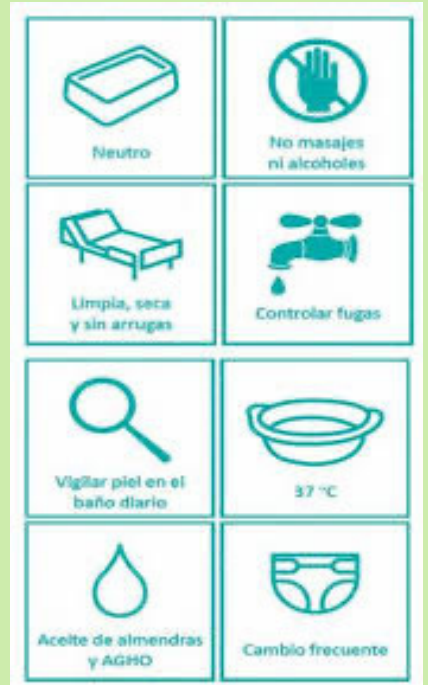 Neutro
No masajes
ni alcoholes
Limpia, seca
y sin arrugas
Controlar fugas
Vigilar piel en el
baño diario
37 °C
Aceite de almendras
y AGHO
Cambio frecuente